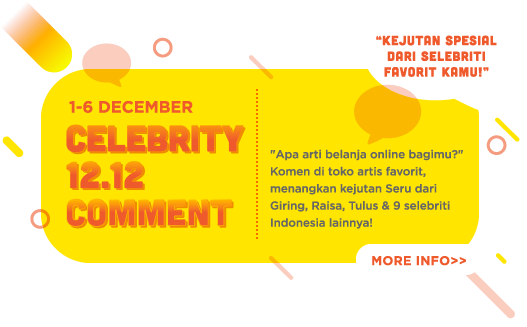 “KEJUTAN SPESIAL
DARI SELEBRITI
FAVORIT KAMU!”
1-6 DECEMBER
CELEBRITY
12.12
COMMENT
"Apa arti belanja online bagimu?"
Komen di toko artis favorit,
menangkan kejutan Seru dari
Giring, Raisa, Tulus & 9 selebriti
Indonesia lainnya!
MORE INFO>>